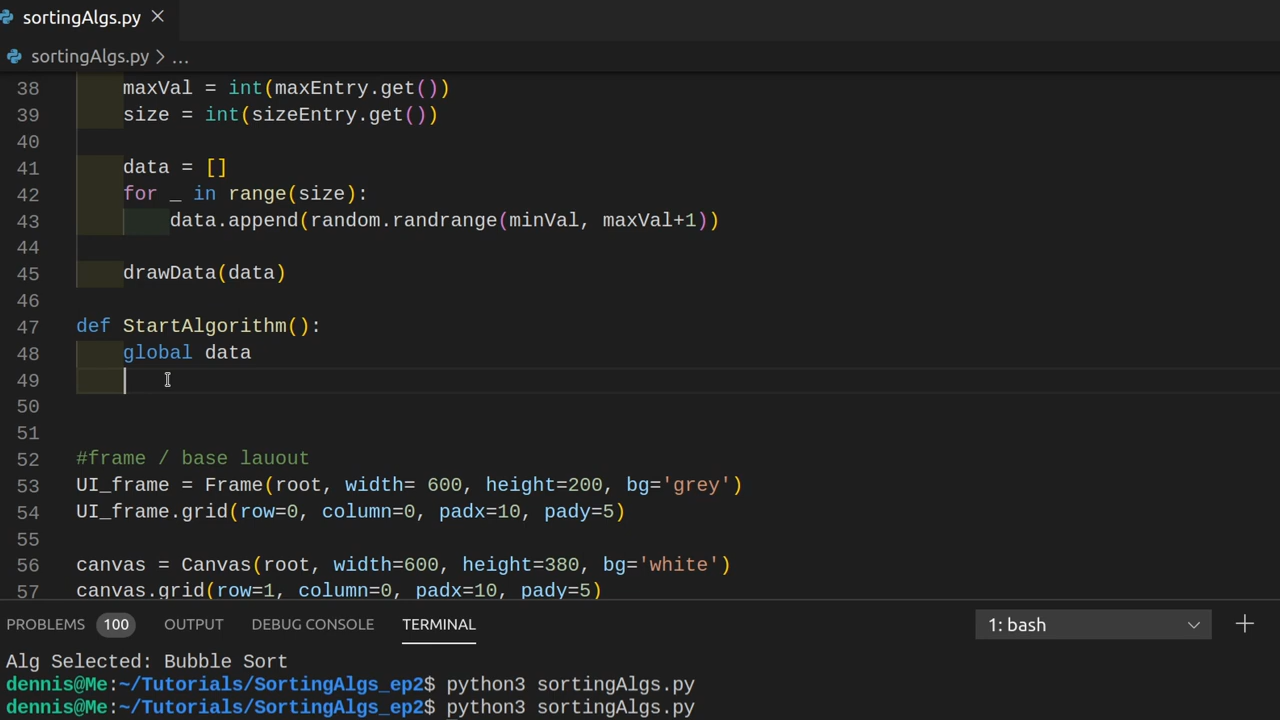 sortingAlgs.py
sortingAlgs.py > ...
38 maxVal = int(maxEntry.get())
39 size = int(sizeEntry.get())
40
41 data = []
42 for _ in range(size):
43 data.append(random.randrange(minVal, maxVal+1))
44
45 drawData(data)
46
47 def StartAlgorithm():
48 global data
49
50
51
52 #frame / base lauout
53 UI_frame = Frame(root, width= 600, height=200, bg='grey')
54 UI_frame.grid(row=0, column=0, padx=10, pady=5)
55
56 canvas = Canvas(root, width=600, height=380, bg='white')
57 canvas.grid(row=1, column=0, padx=10, pady=5)
PROBLEMS 100 OUTPUT DEBUG CONSOLE TERMINAL 1: bash
Alg Selected: Bubble Sort
dennis@Me:~/Tutorials/SortingAlgs_ep2$ python3 sortingAlgs.py
dennis@Me:~/Tutorials/SortingAlgs_ep2$ python3 sortingAlgs.py